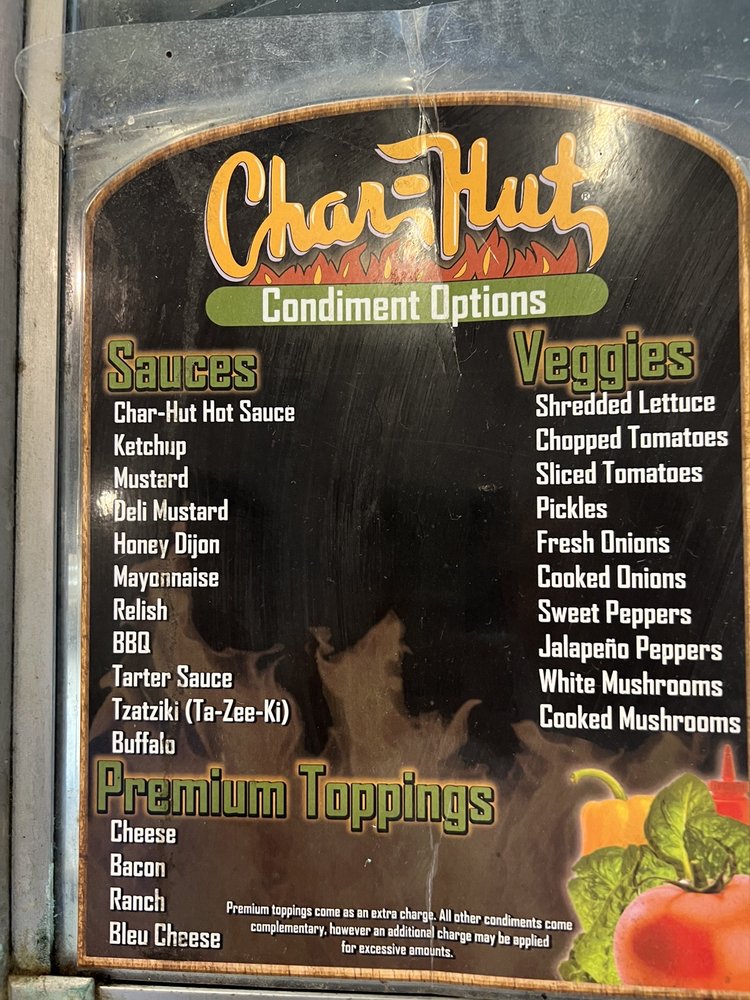 Char-Hut®
Condiment Options
Sauces
Char-Hut Hot Sauce
Ketchup
Mustard
Deli Mustard
Honey Dijon
Mayonnaise
Relish
BBQ
Tarter Sauce
Tzatziki (Ta-Zee-Ki)
Buffalo
Veggies
Shredded Lettuce
Chopped Tomatoes
Sliced Tomatoes
Pickles
Fresh Onions
Cooked Onions
Sweet Peppers
Jalapeño Peppers
White Mushrooms
Cooked Mushrooms
Premium Toppings
Cheese
Bacon
Ranch
Bleu Cheese
Premium toppings come as an extra charge. All other condiments come
complementary, however an additional charge may be applied
for excessive amounts.